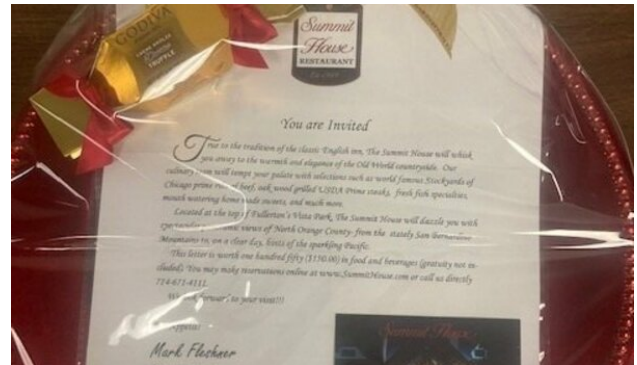 GODIVA
TRUFFLE
Summit
House
RESTAURANT
You are Invited
True to the tradition of the classic English inn, The Summit House will whisk
you away to the warmth and elegance of the Old World countryside. Our
culinary team will tempt your palate with selections such as world famous Stockyards of
Chicago prime beef, oak wood grilled USDA Prime steaks, fresh fish specialties,
mouth watering home made sweets, and much more.
Located at the top of Fullerton's Vista Park, The Summit House will dazzle you with
spectacular views of North Orange County- from the stately San Bernardino
Mountains to, on a clear day, hints of the sparkling Pacific.
This letter is worth one hundred fifty ($150.00) in food and beverages (gratuity not in-
cluded). You may make reservations online at www.SummitHouse.com or call us directly
714-671-4111.
We look forward to your visit!!!
Mark Fleshner
Summit House